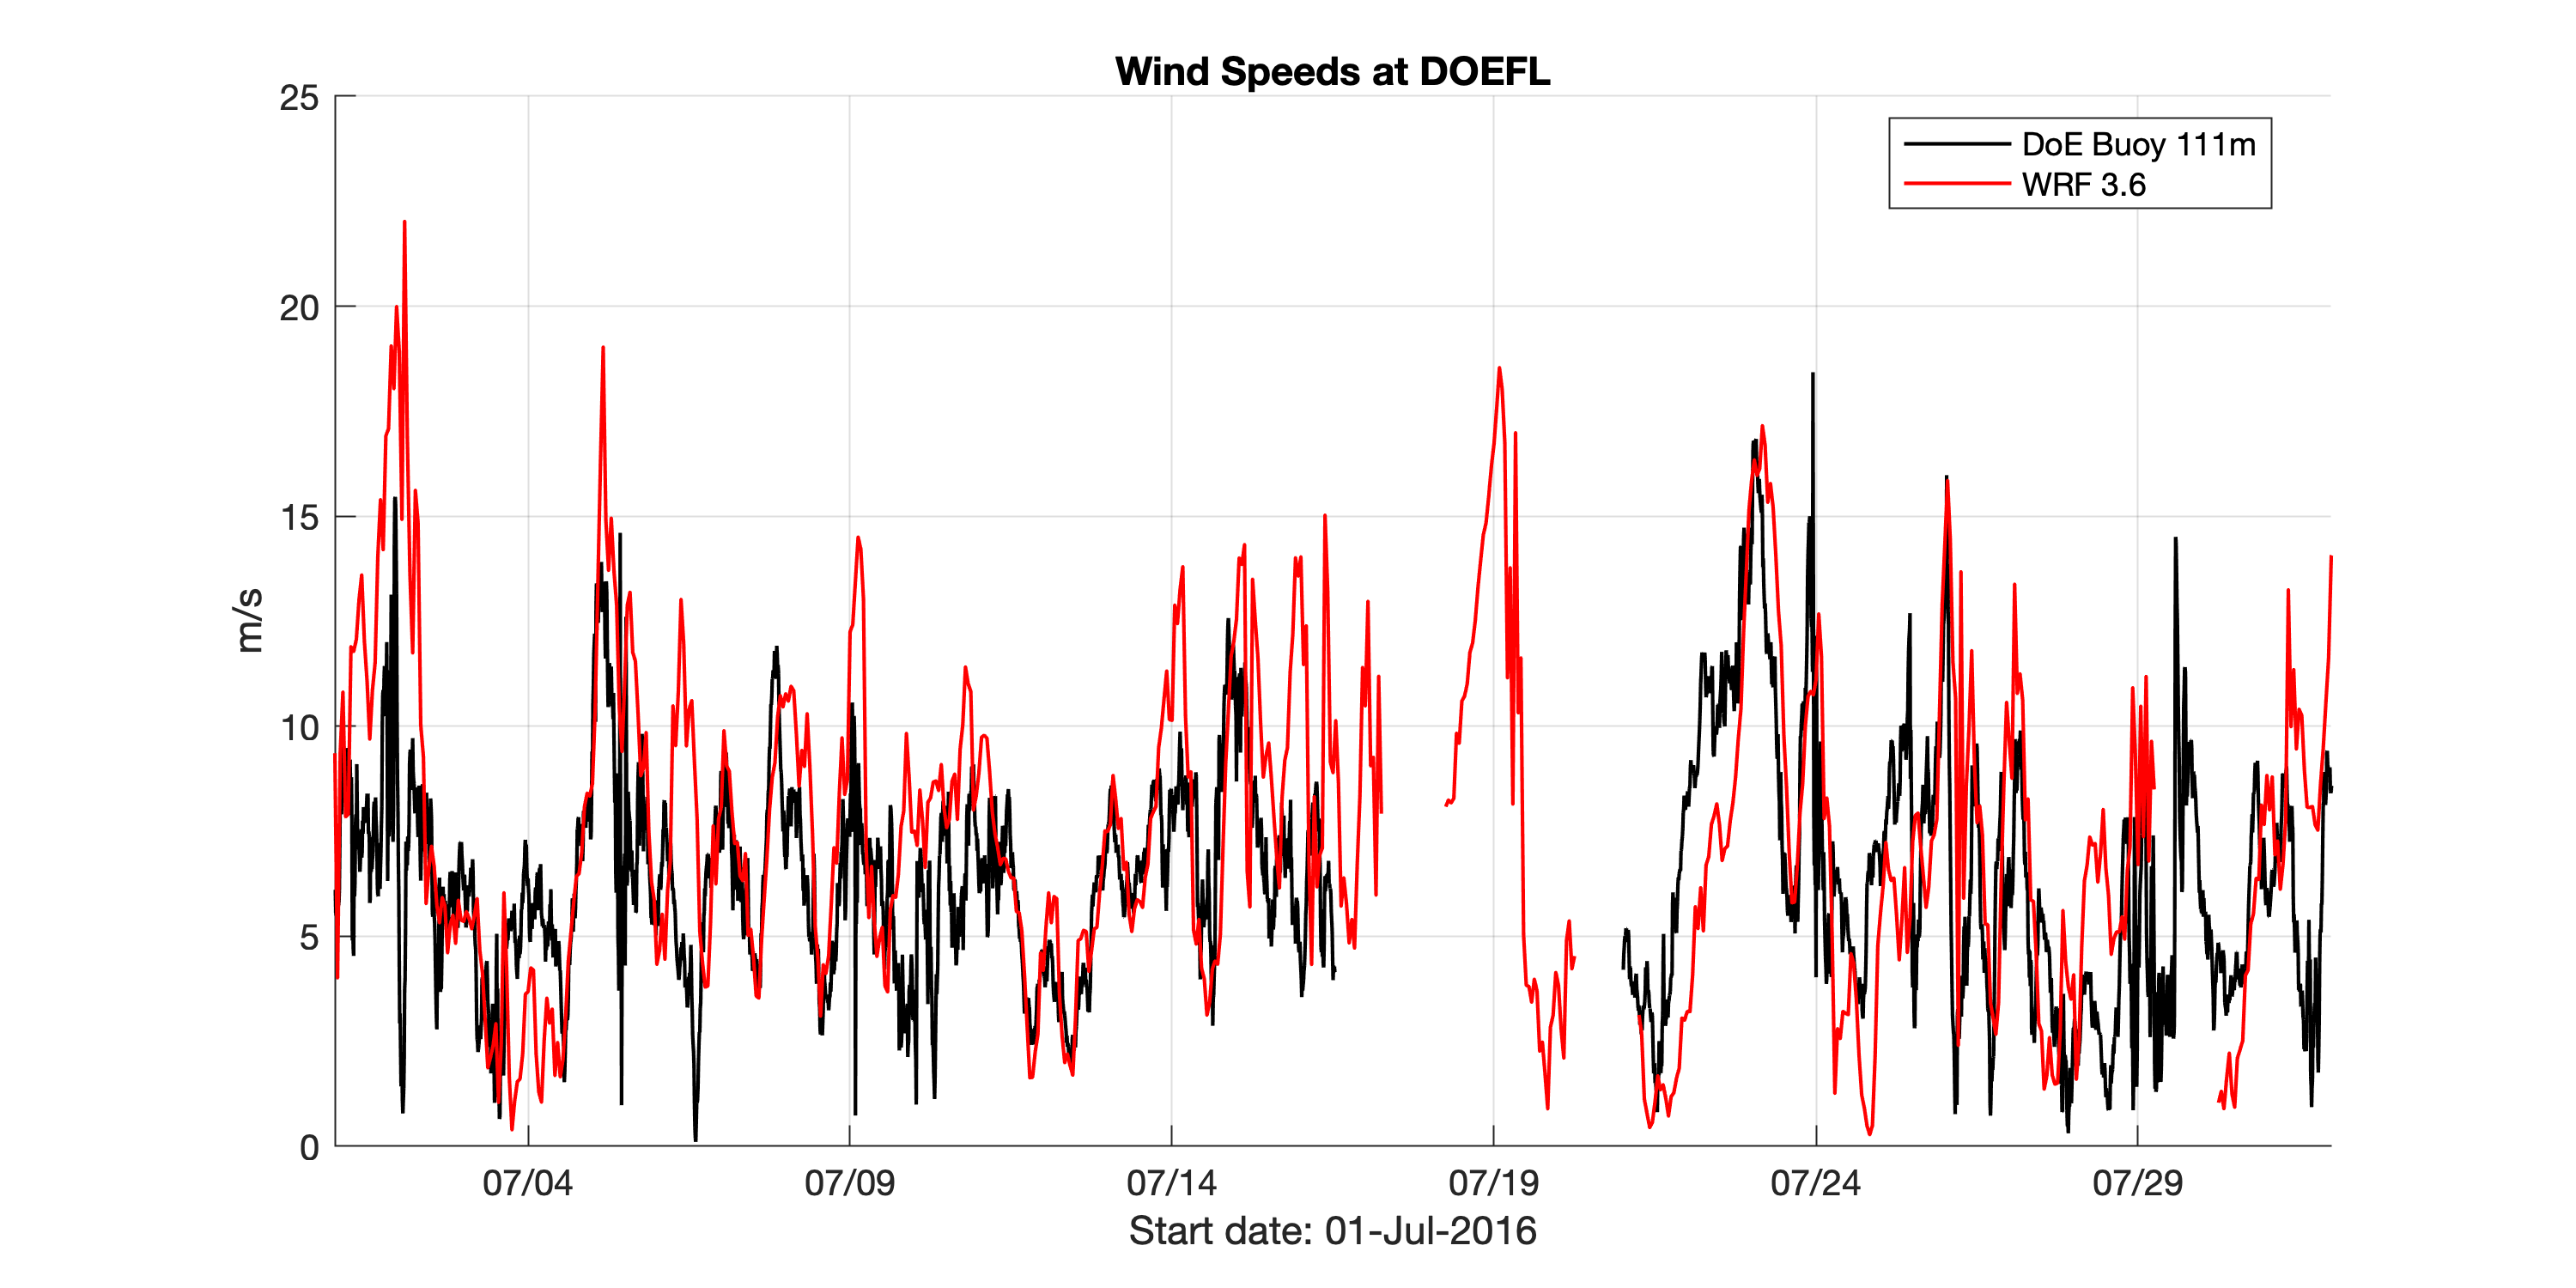 Wind Speeds at DOEFL
25
20
15
10
5
0
m/s
DoE Buoy 111m
WRF 3.6
07/04 07/09 07/14 07/19 07/24 07/29
Start date: 01-Jul-2016